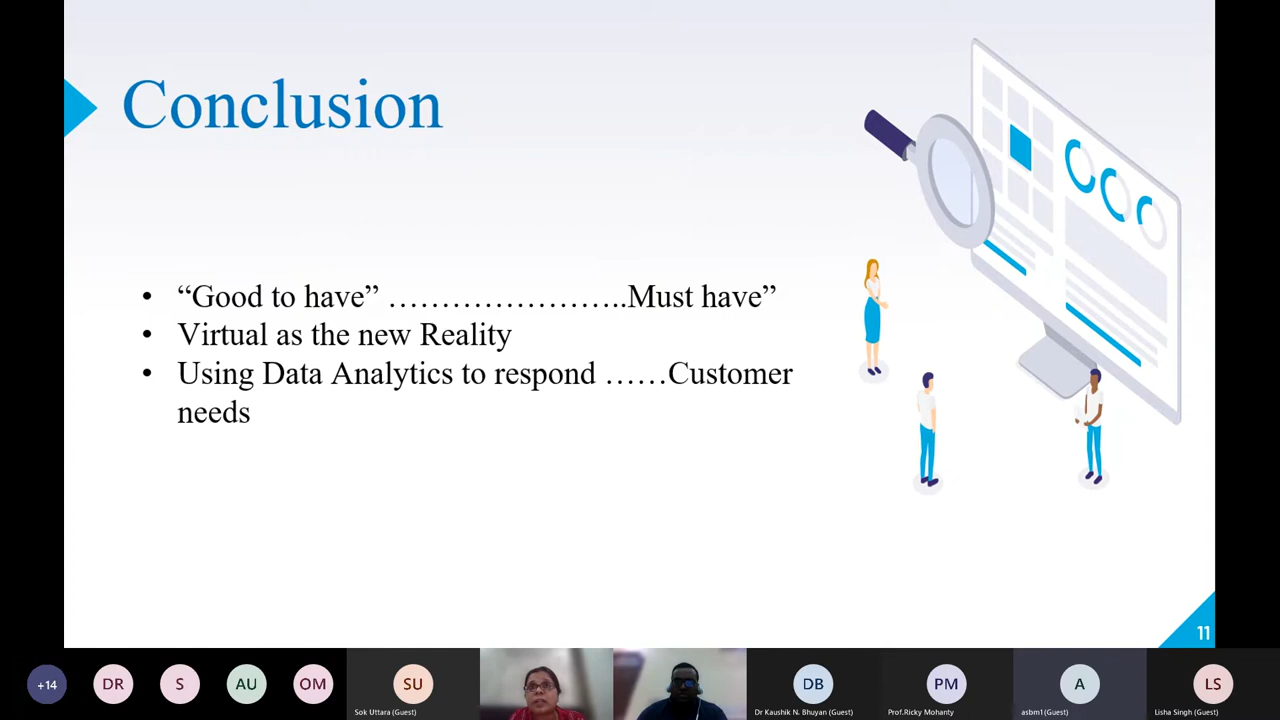 Conclusion
• “Good to have” …………………..Must have”
• Virtual as the new Reality
• Using Data Analytics to respond ……Customer
needs
11
+14
DR
S
AU
OM
SU
DB
PM
A
LS
Sok Uttara (Guest)
Dr Kaushik N. Bhuyan (Guest)
Prof.Ricky Mohanty
asbm1(Guest)
Lisha Singh (Guest)